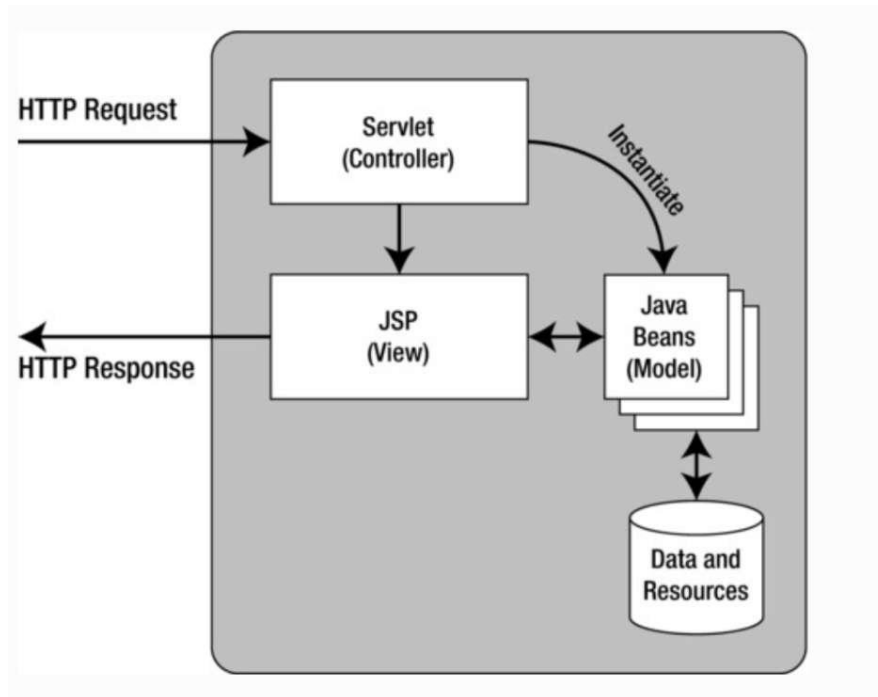 HTTP Request
Servlet
(Controller)
Instantiate
JSP
(View)
Java
Beans
(Model)
HTTP Response
Data and
Resources